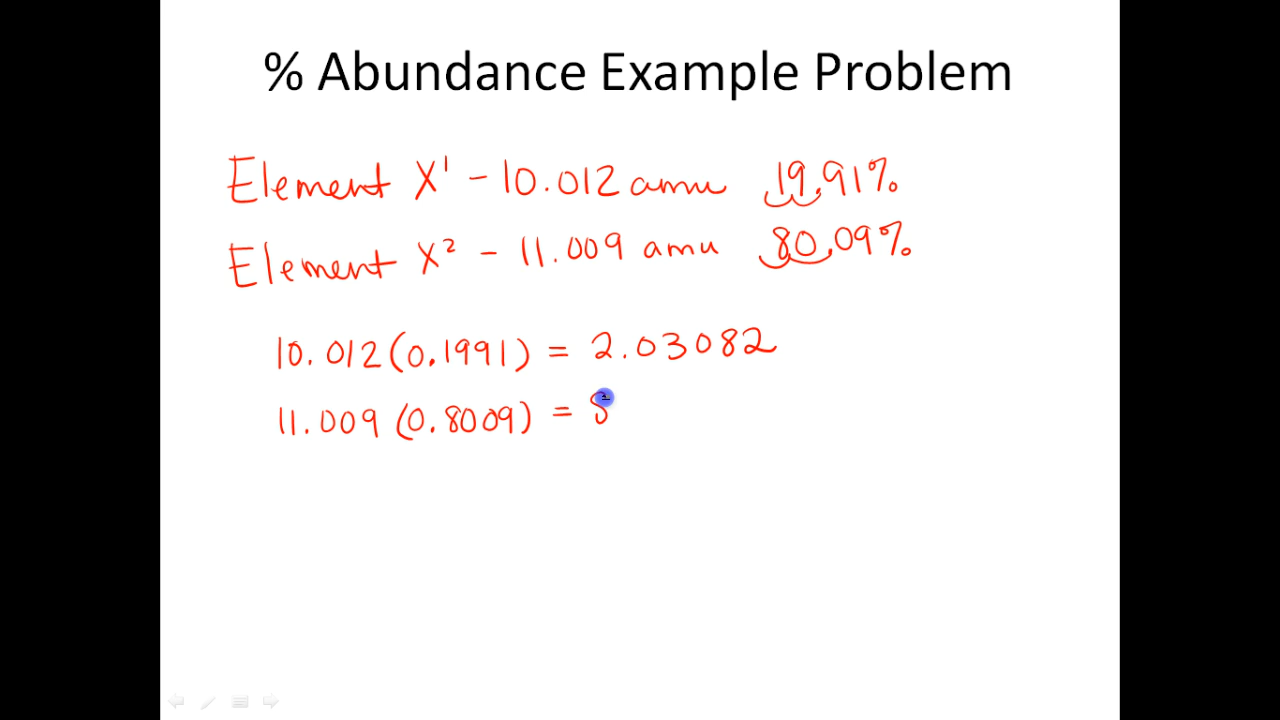 % Abundance Example Problem
Element X¹ - 10.012 amu 19.91%
Element X² - 11.009 amu 80.09%
10.012(0.1991) = 2.03082
11.009(0.8009) = 8